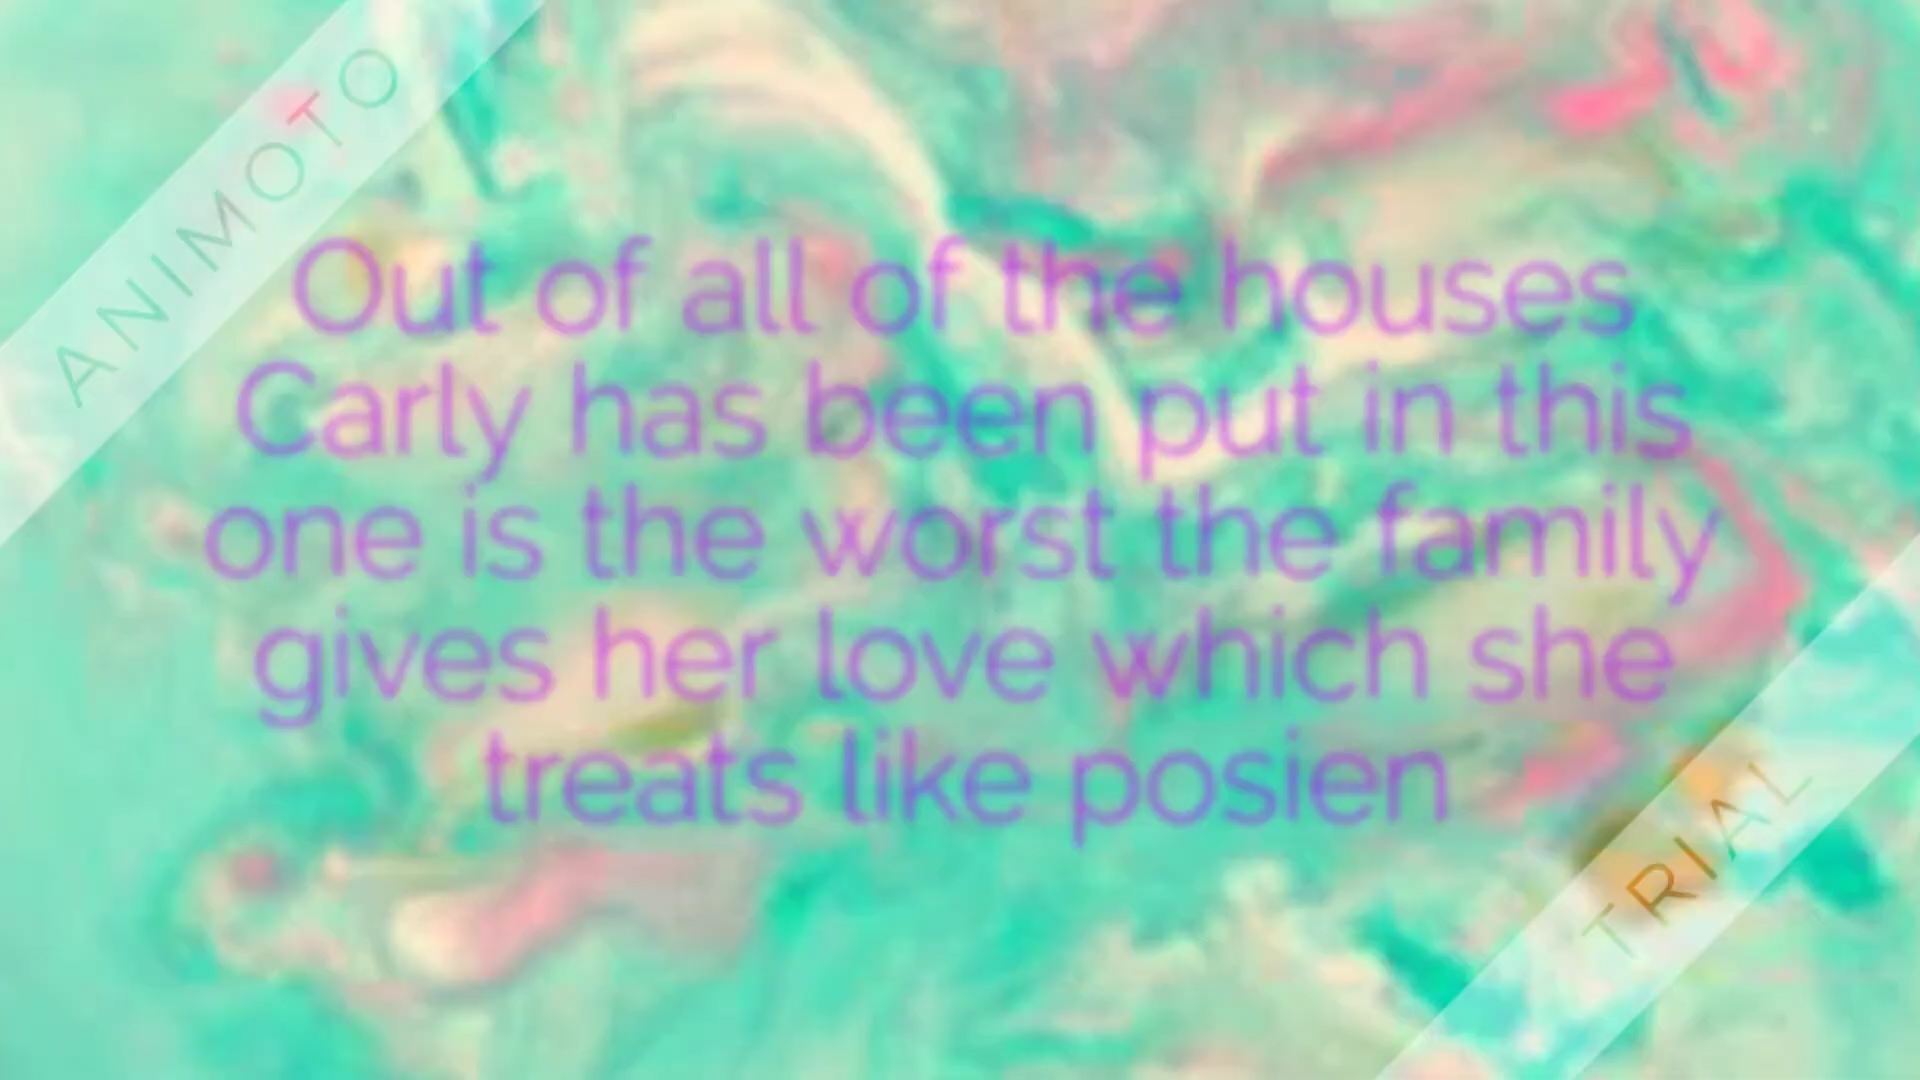 ANIMOTO
Out of all of the houses
Carly has been put in this
one is the worst the family
gives her love which she
treats like posien
TRIAL